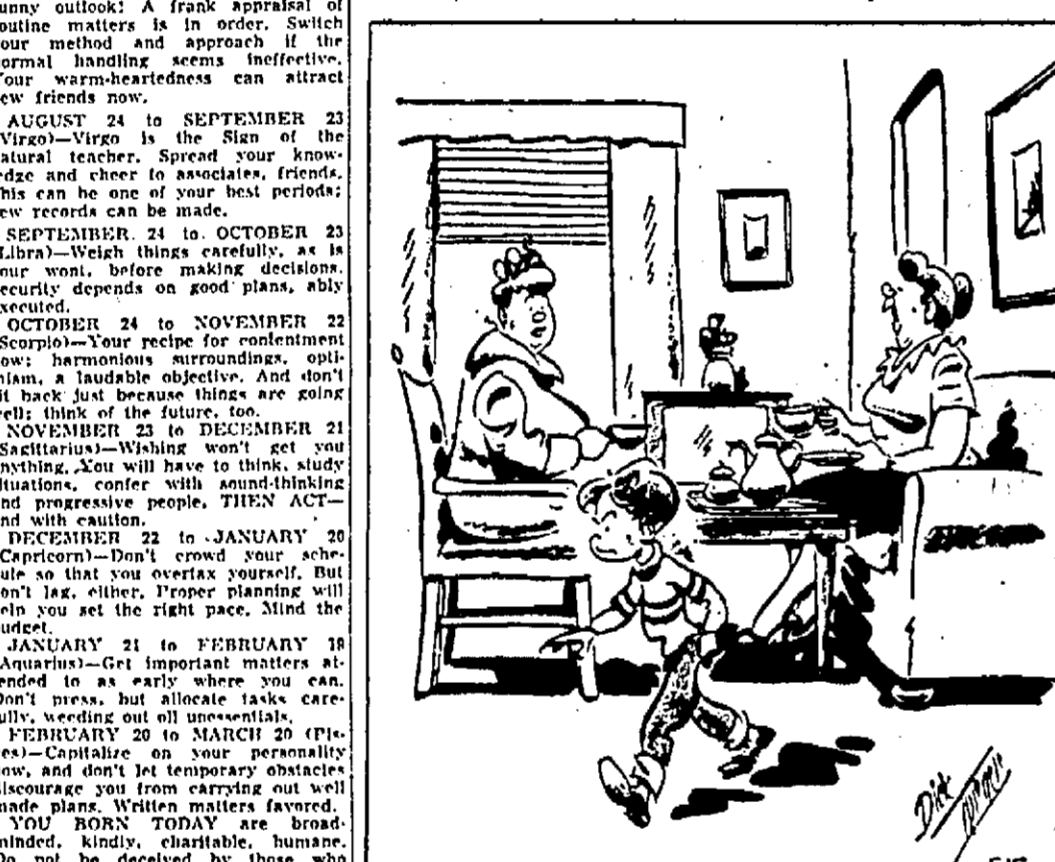 unny outlook! A frank appraisal of
outine matters is in order. Switch
our method and approach if the
ormal handling seems ineffective.
Your warm-heartedness can attract
ew friends now.
AUGUST 24 to SEPTEMBER 23
Virgo)—Virgo is the Sign of the
atural teacher. Spread your know-
edge and cheer to associates, friends.
his can be one of your best periods;
ew records can be made.
SEPTEMBER. 24 to. OCTOBER 23
Libra)—Weigh things carefully, as is
our wont, before making decisions.
ecurity depends on good plans, ably
xecuted.
OCTOBER 24 to NOVEMBER 22
Scorpio)—Your recipe for contentment
ow; harmonious surroundings, opti-
ism, a laudable objective. And don't
it back just because things are going
ell; think of the future, too.
NOVEMBER 23 to DECEMBER 21
Sagittarius)—Wishing won't get you
nything. You will have to think, study
ituations, confer with sound-thinking
nd progressive people. THEN ACT—
nd with caution.
DECEMBER 22 to JANUARY 20
Capricorn)—Don't crowd your sche-
ule so that you overtax yourself. But
on't lag, either. Proper planning will
elp you set the right pace. Mind the
udget.
JANUARY 21 to FEBRUARY 19
Aquarius)—Get important matters at-
ended to as early where you can.
Don't press, but allocate tasks care-
ully, weeding out all unessentials.
FEBRUARY 20 to MARCH 20 (Pis-
es)—Capitalize on your personality
ow, and don't let temporary obstacles
iscourage you from carrying out well
made plans. Written matters favored.
YOU BORN TODAY are broad-
minded, kindly, charitable, humane.
Do not be deceived by those who
Dick